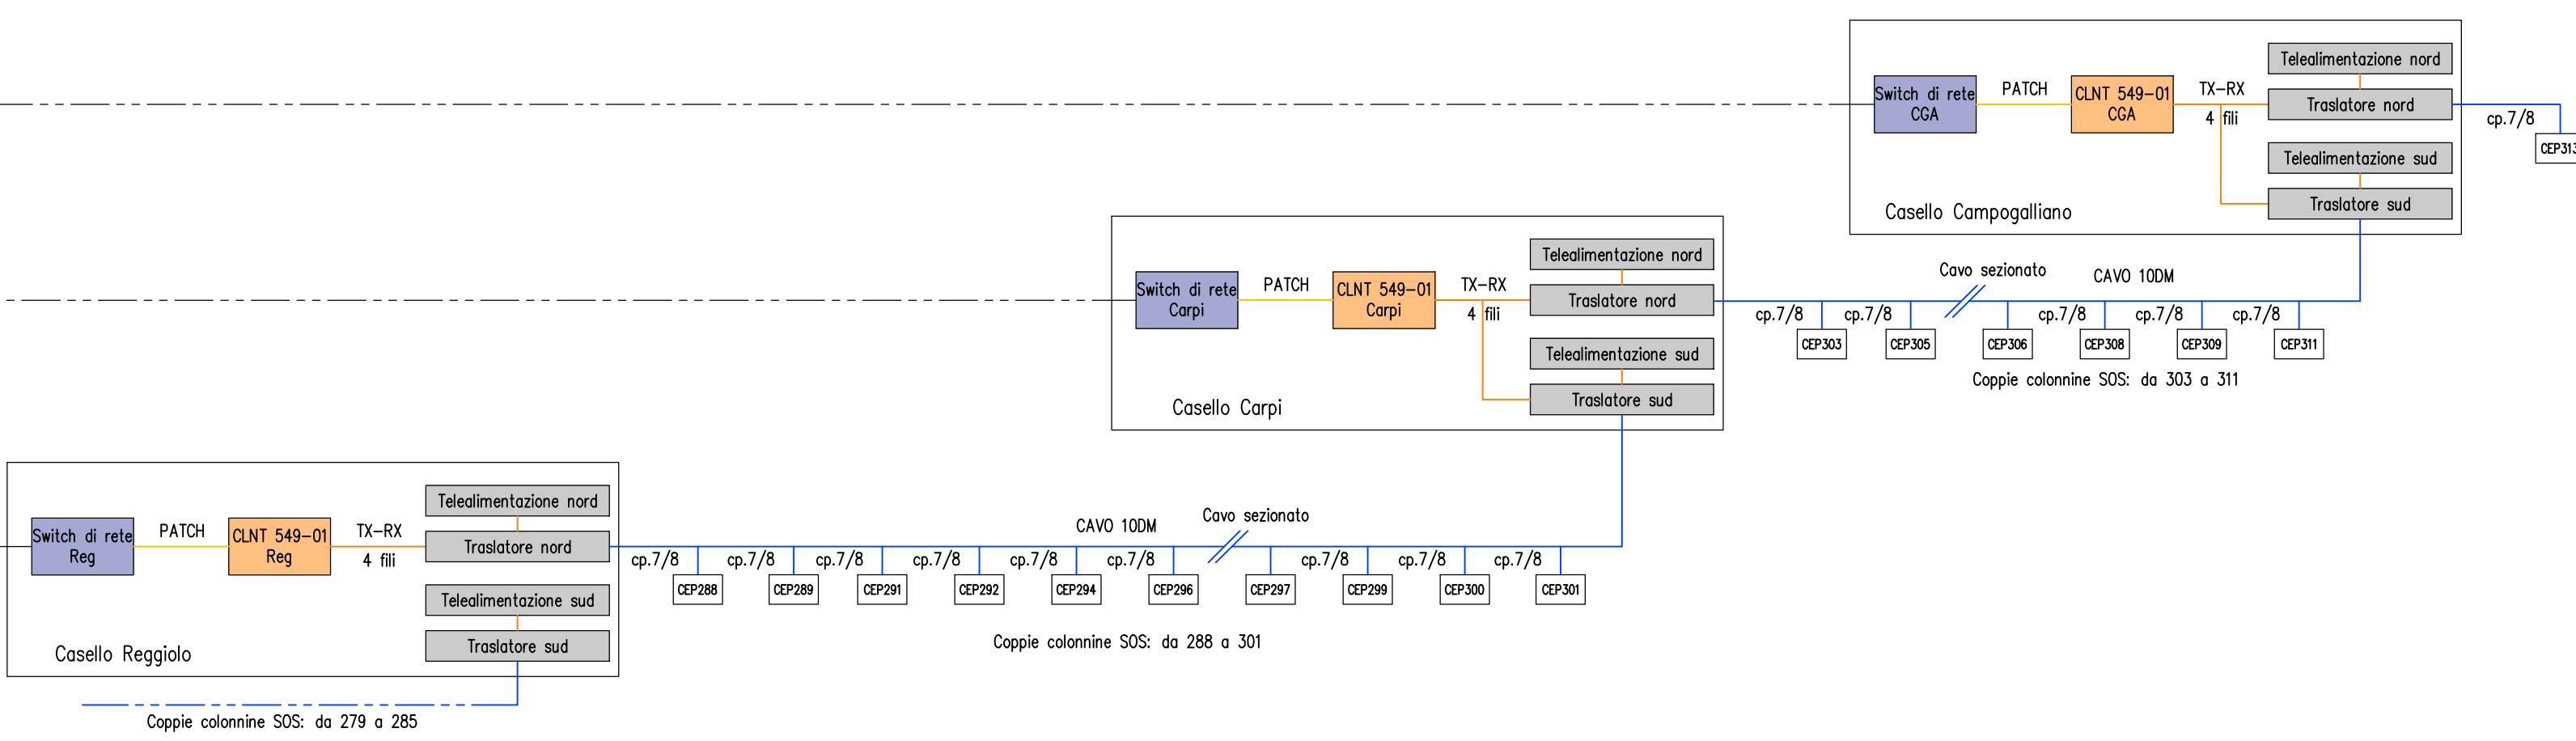 Telealimentazione nord
Switch di rete
CGA
PATCH
CLNT 549-01
CGA
TX-RX
4 fili
Traslatore nord
cp.7/8
CEP313
Telealimentazione sud
Traslatore sud
Casello Campogalliano
Telealimentazione nord
Switch di rete
Carpi
PATCH
CLNT 549-01
Carpi
TX-RX
4 fili
Traslatore nord
Telealimentazione sud
Traslatore sud
Casello Carpi
Cavo sezionato
CAVO 10DM
cp.7/8
cp.7/8
cp.7/8
cp.7/8
cp.7/8
CEP303
CEP305
CEP306
CEP308
CEP309
CEP311
Coppie colonnine SOS: da 303 a 311
Telealimentazione nord
Switch di rete
Reg
PATCH
CLNT 549-01
Reg
TX-RX
4 fili
Traslatore nord
Telealimentazione sud
Traslatore sud
Casello Reggiolo
CAVO 10DM
Cavo sezionato
cp.7/8
cp.7/8
cp.7/8
cp.7/8
cp.7/8
cp.7/8
cp.7/8
cp.7/8
cp.7/8
CEP288
CEP289
CEP291
CEP292
CEP294
CEP296
CEP297
CEP299
CEP300
CEP301
Coppie colonnine SOS: da 288 a 301
Coppie colonnine SOS: da 279 a 285